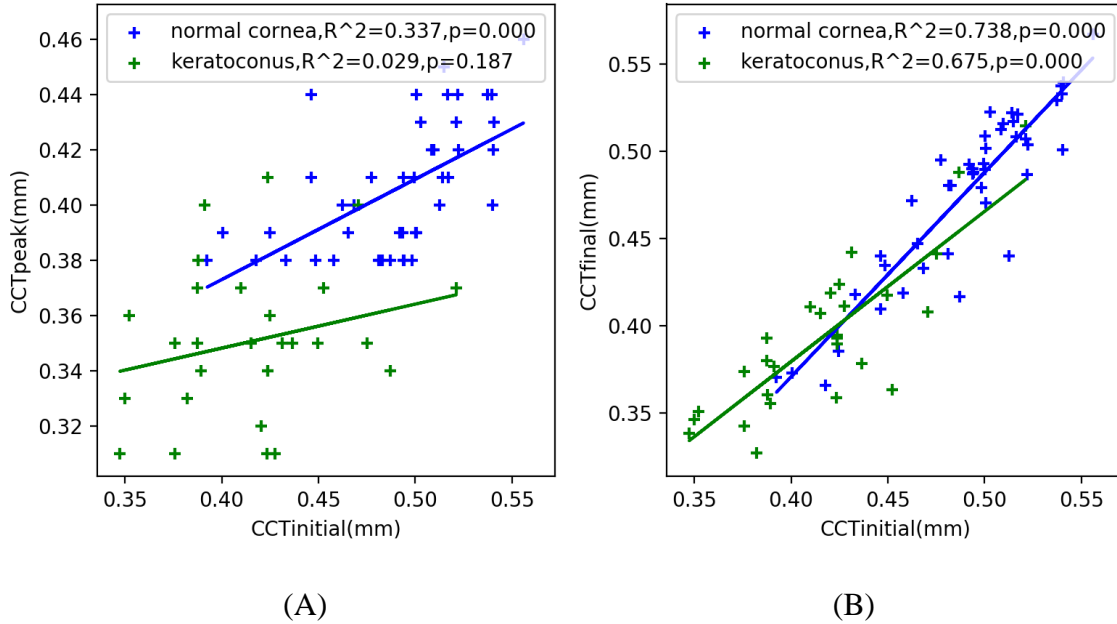 normal cornea,R^2=0.337,p=0.000
keratoconus,R^2=0.029,p=0.187
0.46
0.44
0.42
0.40
0.38
0.36
0.34
0.32
CCTpeak(mm)
0.35 0.40 0.45 0.50 0.55
CCTinitial(mm)
(A)
normal cornea,R^2=0.738,p=0.000
keratoconus,R^2=0.675,p=0.000
0.55
0.50
0.45
0.40
0.35
CCTfinal(mm)
0.35 0.40 0.45 0.50 0.55
CCTinitial(mm)
(B)